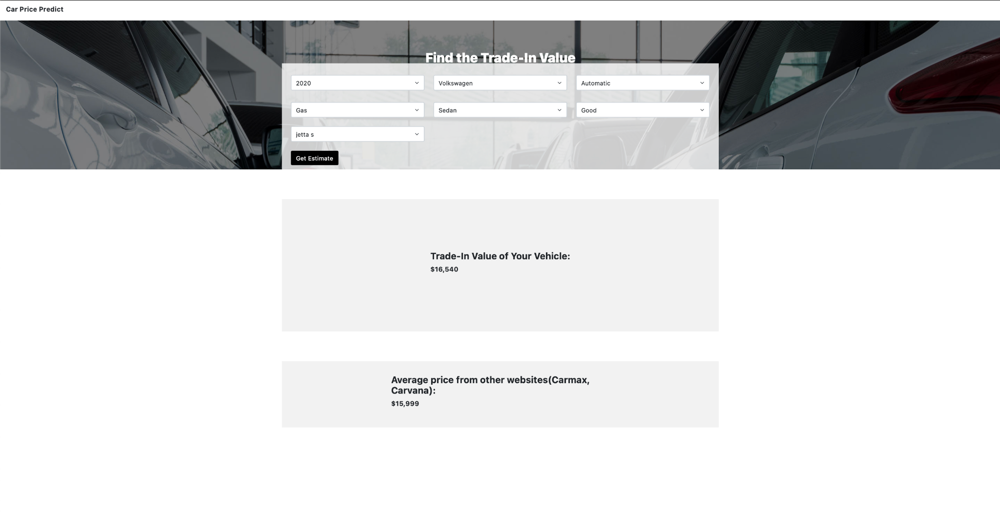 Car Price Predict
Find the Trade-In Value
2020
Volkswagen
Automatic
Gas
Sedan
Good
jetta s
Get Estimate
Trade-In Value of Your Vehicle:
$16,540
Average price from other websites(Carmax,
Carvana):
$15,999